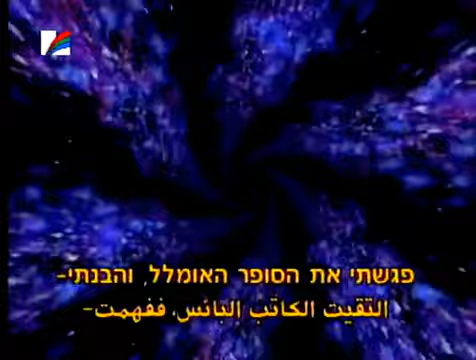 פגשתי את הסופר האומלל, והבנתי-
التقيت الكاتب البائس، ففهمت-